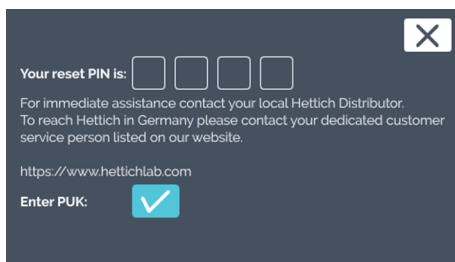 Your reset PIN is:
For immediate assistance contact your local Hettich Distributor.
To reach Hettich in Germany please contact your dedicated customer
service person listed on our website.
https://www.hettichlab.com
Enter PUK: